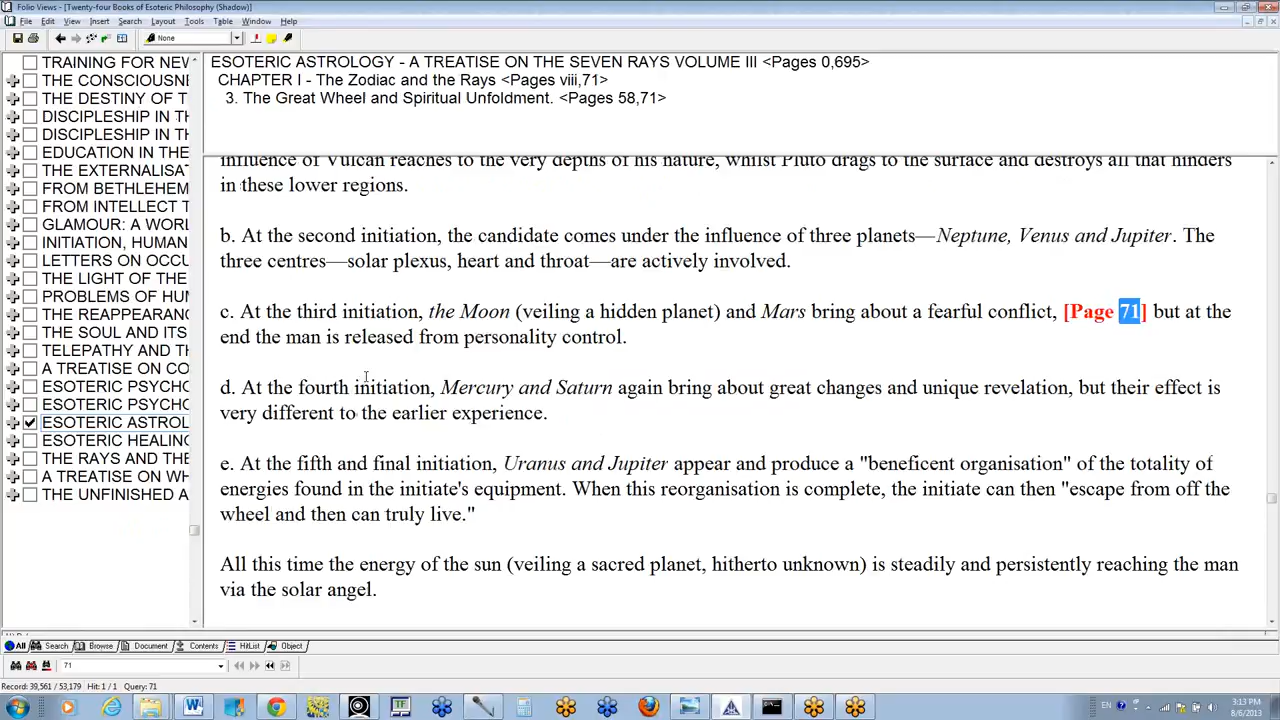 Folio Views - [Twenty-four Books of Esoteric Philosophy (Shadow)]
File Edit View Insert Search Layout Tools Table Window Help
None
TRAINING FOR NEW
THE CONSCIOUSNE
THE DESTINY OF T
DISCIPLESHIP IN TH
DISCIPLESHIP IN TH
EDUCATION IN THE
THE EXTERNALISAT
FROM BETHLEHEM
FROM INTELLECT T
GLAMOUR: A WORL
INITIATION, HUMAN
LETTERS ON OCCU
THE LIGHT OF THE
PROBLEMS OF HUM
THE REAPPEARANC
THE SOUL AND ITS
TELEPATHY AND TH
A TREATISE ON CO
ESOTERIC PSYCHO
ESOTERIC PSYCHO
ESOTERIC ASTROL
ESOTERIC HEALING
THE RAYS AND THE
A TREATISE ON WH
THE UNFINISHED A
ESOTERIC ASTROLOGY - A TREATISE ON THE SEVEN RAYS VOLUME III <Pages 0,695>
CHAPTER I - The Zodiac and the Rays <Pages viii,71>
3. The Great Wheel and Spiritual Unfoldment. <Pages 58,71>
influence of Vulcan reaches to the very depths of his nature, whilst Pluto drags to the surface and destroys all that hinders
in these lower regions.
b. At the second initiation, the candidate comes under the influence of three planets—Neptune, Venus and Jupiter. The
three centres—solar plexus, heart and throat—are actively involved.
c. At the third initiation, the Moon (veiling a hidden planet) and Mars bring about a fearful conflict, [Page 71] but at the
end the man is released from personality control.
d. At the fourth initiation, Mercury and Saturn again bring about great changes and unique revelation, but their effect is
very different to the earlier experience.
e. At the fifth and final initiation, Uranus and Jupiter appear and produce a "beneficent organisation" of the totality of
energies found in the initiate's equipment. When this reorganisation is complete, the initiate can then "escape from off the
wheel and then can truly live."
All this time the energy of the sun (veiling a sacred planet, hitherto unknown) is steadily and persistently reaching the man
via the solar angel.
All Search Browse Document Contents HitList Object
71
Record: 39,561 / 53,179 Hit: 1 / 1 Query: 71
EN 3:13 PM
8/6/2013